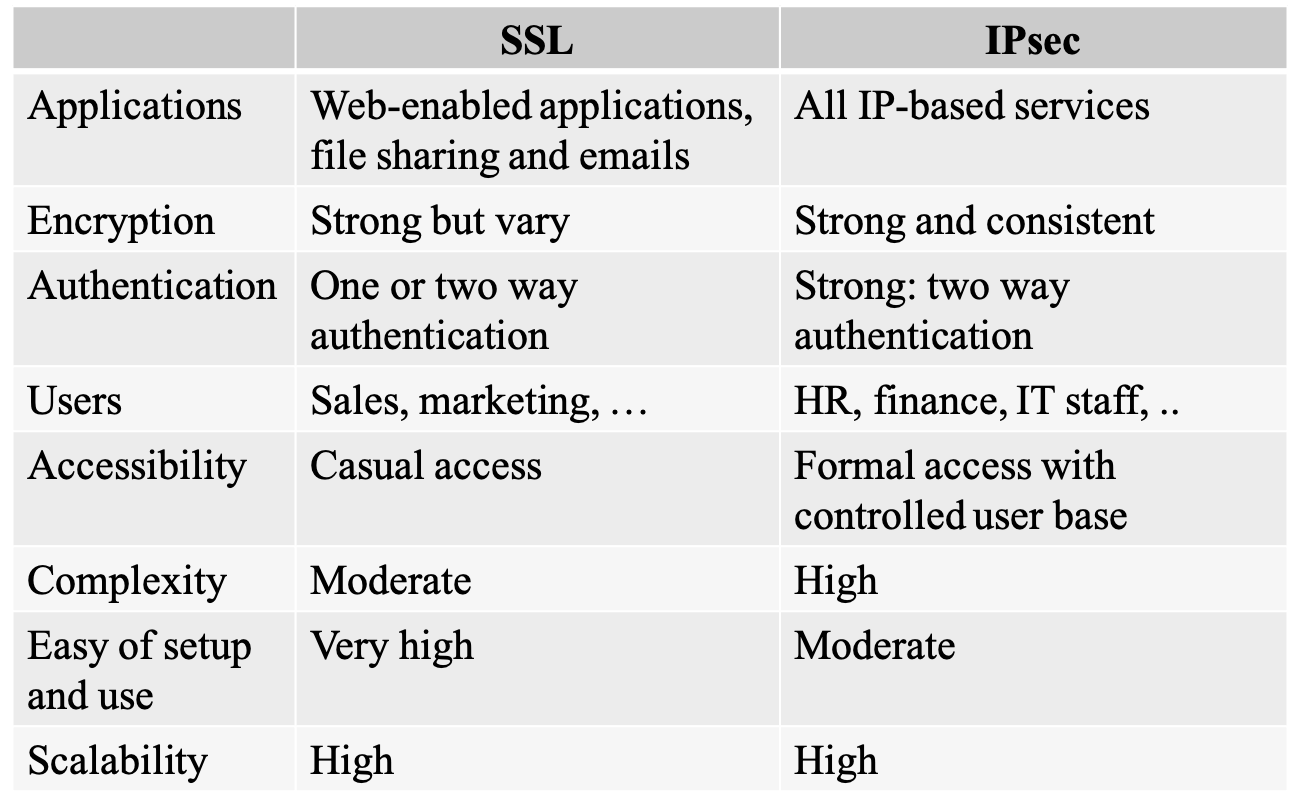 SSL IPsec
Applications Web-enabled applications, All IP-based services
file sharing and emails
Encryption Strong but vary Strong and consistent
Authentication One or two way Strong: two way
authentication authentication
Users Sales, marketing, … HR, finance, IT staff, ..
Accessibility Casual access Formal access with
controlled user base
Complexity Moderate High
Easy of setup Very high Moderate
and use
Scalability High High